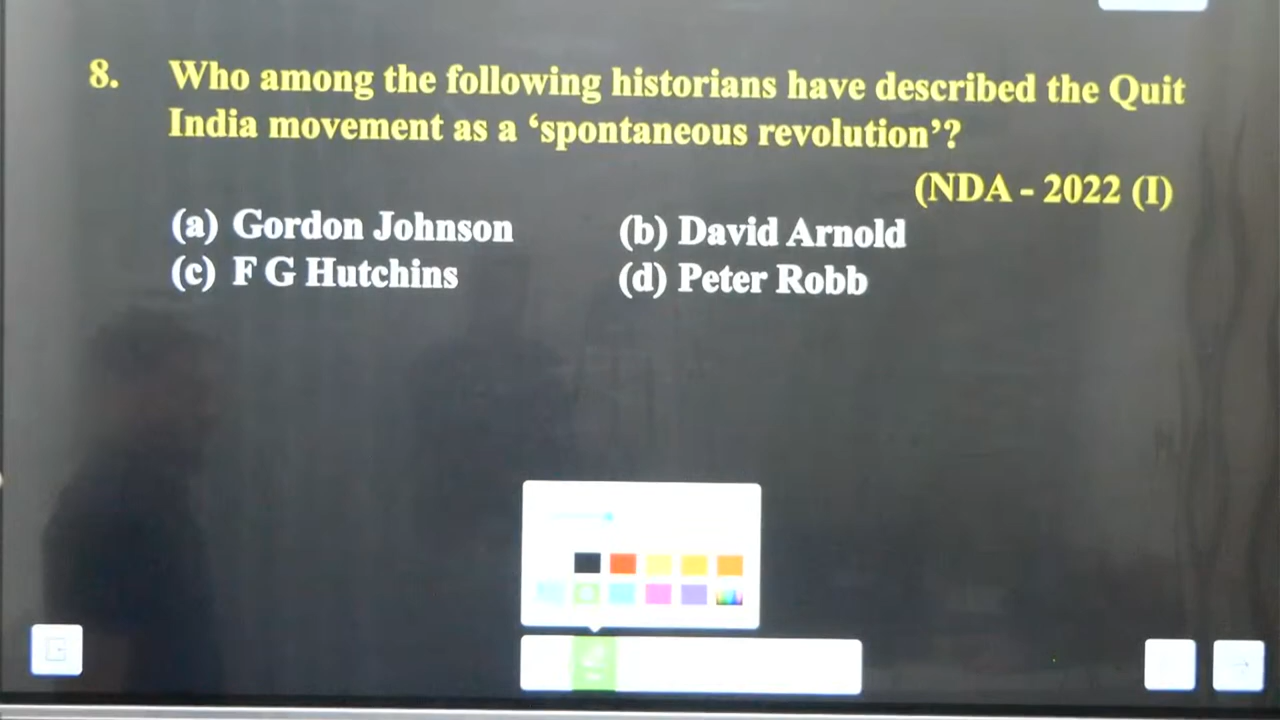 8. Who among the following historians have described the Quit
India movement as a ‘spontaneous revolution’?
(NDA - 2022 (I)
(a) Gordon Johnson (b) David Arnold
(c) F G Hutchins (d) Peter Robb